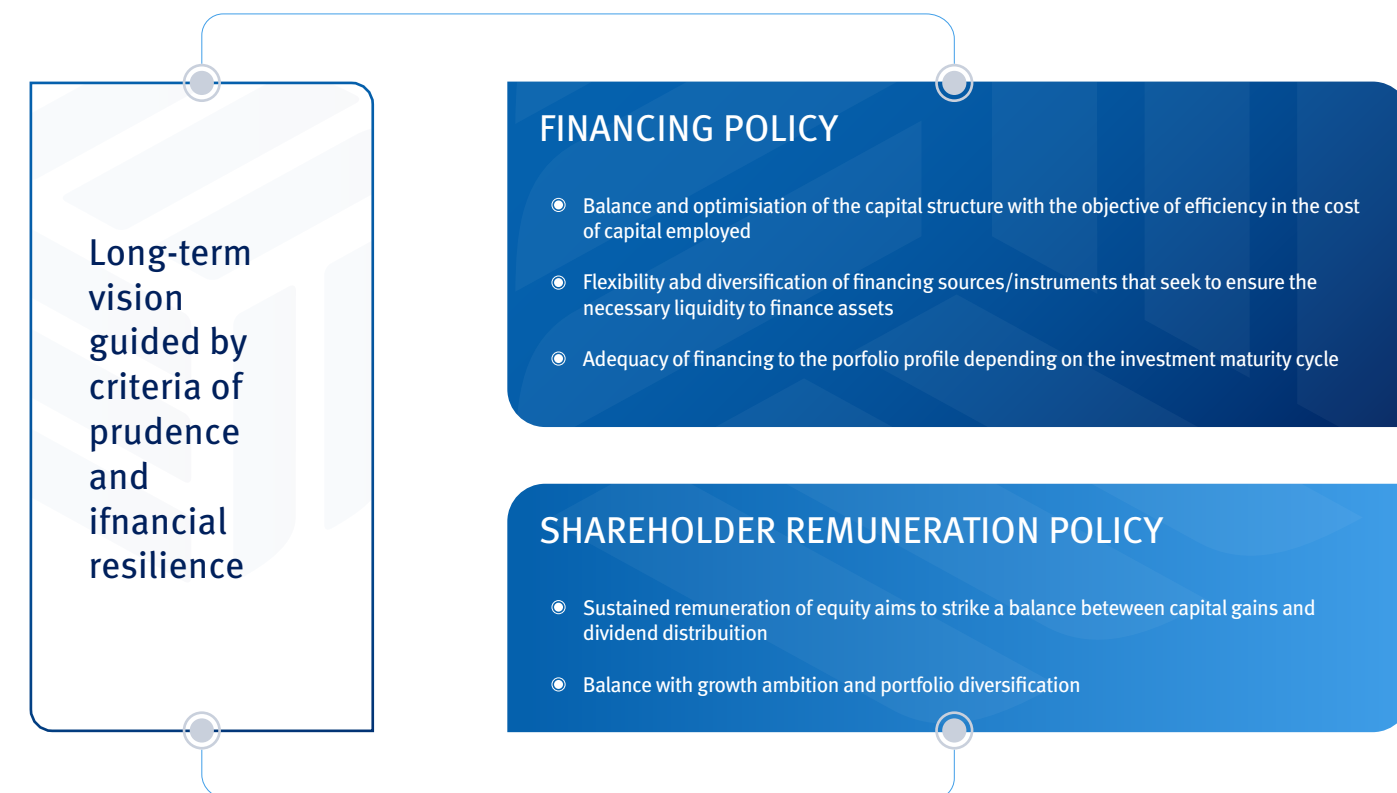 Long-term
vision
guided by
criteria of
prudence
and
ifnancial
resilience
FINANCING POLICY
Balance and optimisiation of the capital structure with the objective of efficiency in the cost
of capital employed
Flexibility abd diversification of financing sources/instruments that seek to ensure the
necessary liquidity to finance assets
Adequacy of financing to the porfolio profile depending on the investment maturity cycle
SHAREHOLDER REMUNERATION POLICY
Sustained remuneration of equity aims to strike a balance beteween capital gains and
dividend distribuition
Balance with growth ambition and portfolio diversification